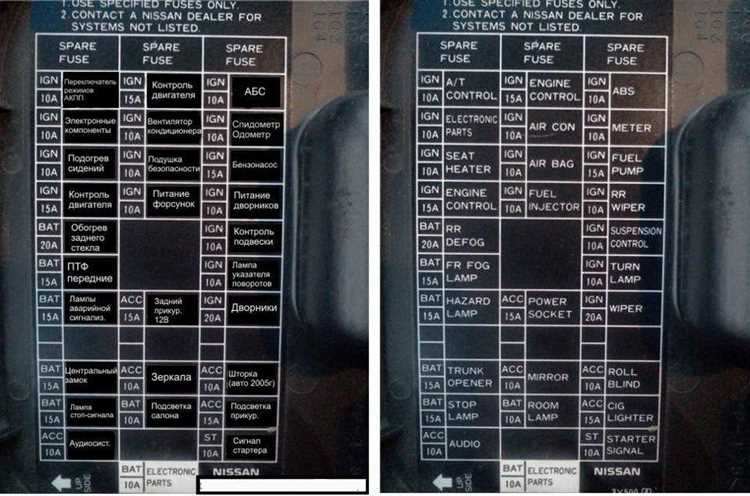 1. USE SPECIFIED FUSES ONLY.
2. CONTACT A NISSAN DEALER FOR
SYSTEMS NOT LISTED.
SPARE FUSE SPARE FUSE SPARE FUSE
IGN 10A Переключатель режимов АКПП IGN 15A Контроль двигателя IGN 10A АБС
IGN 10A Электронные компоненты IGN 10A Вентилятор кондиционера IGN 10A Спидометр Одометр
IGN 10A Подогрев сидений IGN 10A Подушка безопасности IGN 15A Бензонасос
IGN 15A Контроль двигателя IGN 10A Питание форсунок IGN 10A Питание дворников
BAT 20A Обогрев заднего стекла IGN 10A Контроль подвески
BAT 15A ПТФ передние IGN 10A Лампа указателя поворотов
BAT 15A Лампы аварийной сигнализ. ACC 15A Задний прикур. 12В IGN 20A Дворники
BAT 15A Центральный замок ACC 10A Зеркала ACC 10A Шторка (авто 2005г)
BAT 15A Лампа стоп-сигнала BAT 10A Подсветка салона ACC 15A Подсветка прикур.
ACC 10A Аудиосист. ST 10A Сигнал стартера
UP SIDE BAT 10A ELECTRONIC PARTS NISSAN
1. USE SPECIFIED FUSES ONLY.
2. CONTACT A NISSAN DEALER FOR
SYSTEMS NOT LISTED.
SPARE FUSE SPARE FUSE SPARE FUSE
IGN 10A A/T CONTROL IGN 15A ENGINE CONTROL IGN 10A ABS
IGN 10A ELECTRONIC PARTS IGN 10A AIR CON IGN 10A METER
IGN 10A SEAT HEATER IGN 10A AIR BAG IGN 15A FUEL PUMP
IGN 15A ENGINE CONTROL IGN 10A FUEL INJECTOR IGN 10A RR WIPER
BAT 20A RR DEFOG IGN 10A SUSPENSION CONTROL
BAT 15A FR FOG LAMP IGN 10A TURN LAMP
BAT 15A HAZARD LAMP ACC 15A POWER SOCKET IGN 20A WIPER
BAT 15A TRUNK OPENER ACC 10A MIRROR ACC 10A ROLL BLIND
BAT 15A STOP LAMP BAT 10A ROOM LAMP ACC 15A CIG LIGHTER
ACC 10A AUDIO ST 10A STARTER SIGNAL
UP SIDE BAT 10A ELECTRONIC PARTS NISSAN